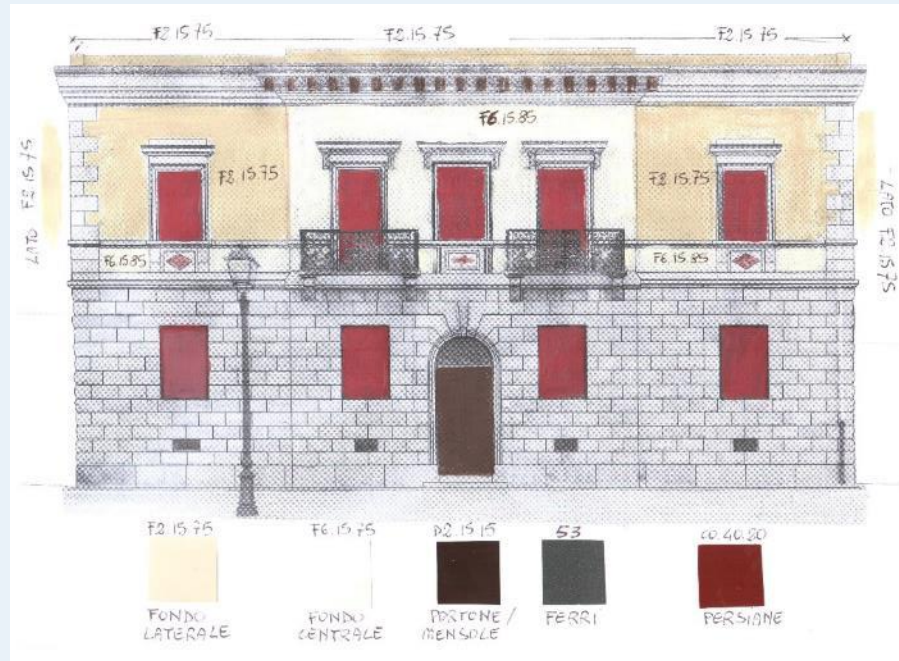 F2.15.75 F2.15.75 F2.15.75
F6.15.85
LATO F2.15.75
F2.15.75
F2.15.75
LATO F2.15.75
F6.15.85
F6.15.85
F2.15.75
FONDO
LATERALE
F6.15.75
FONDO
CENTRALE
D2.15.15
PORTONE/
MENSOLE
53
FERRI
C0.40.20
PERSIANE